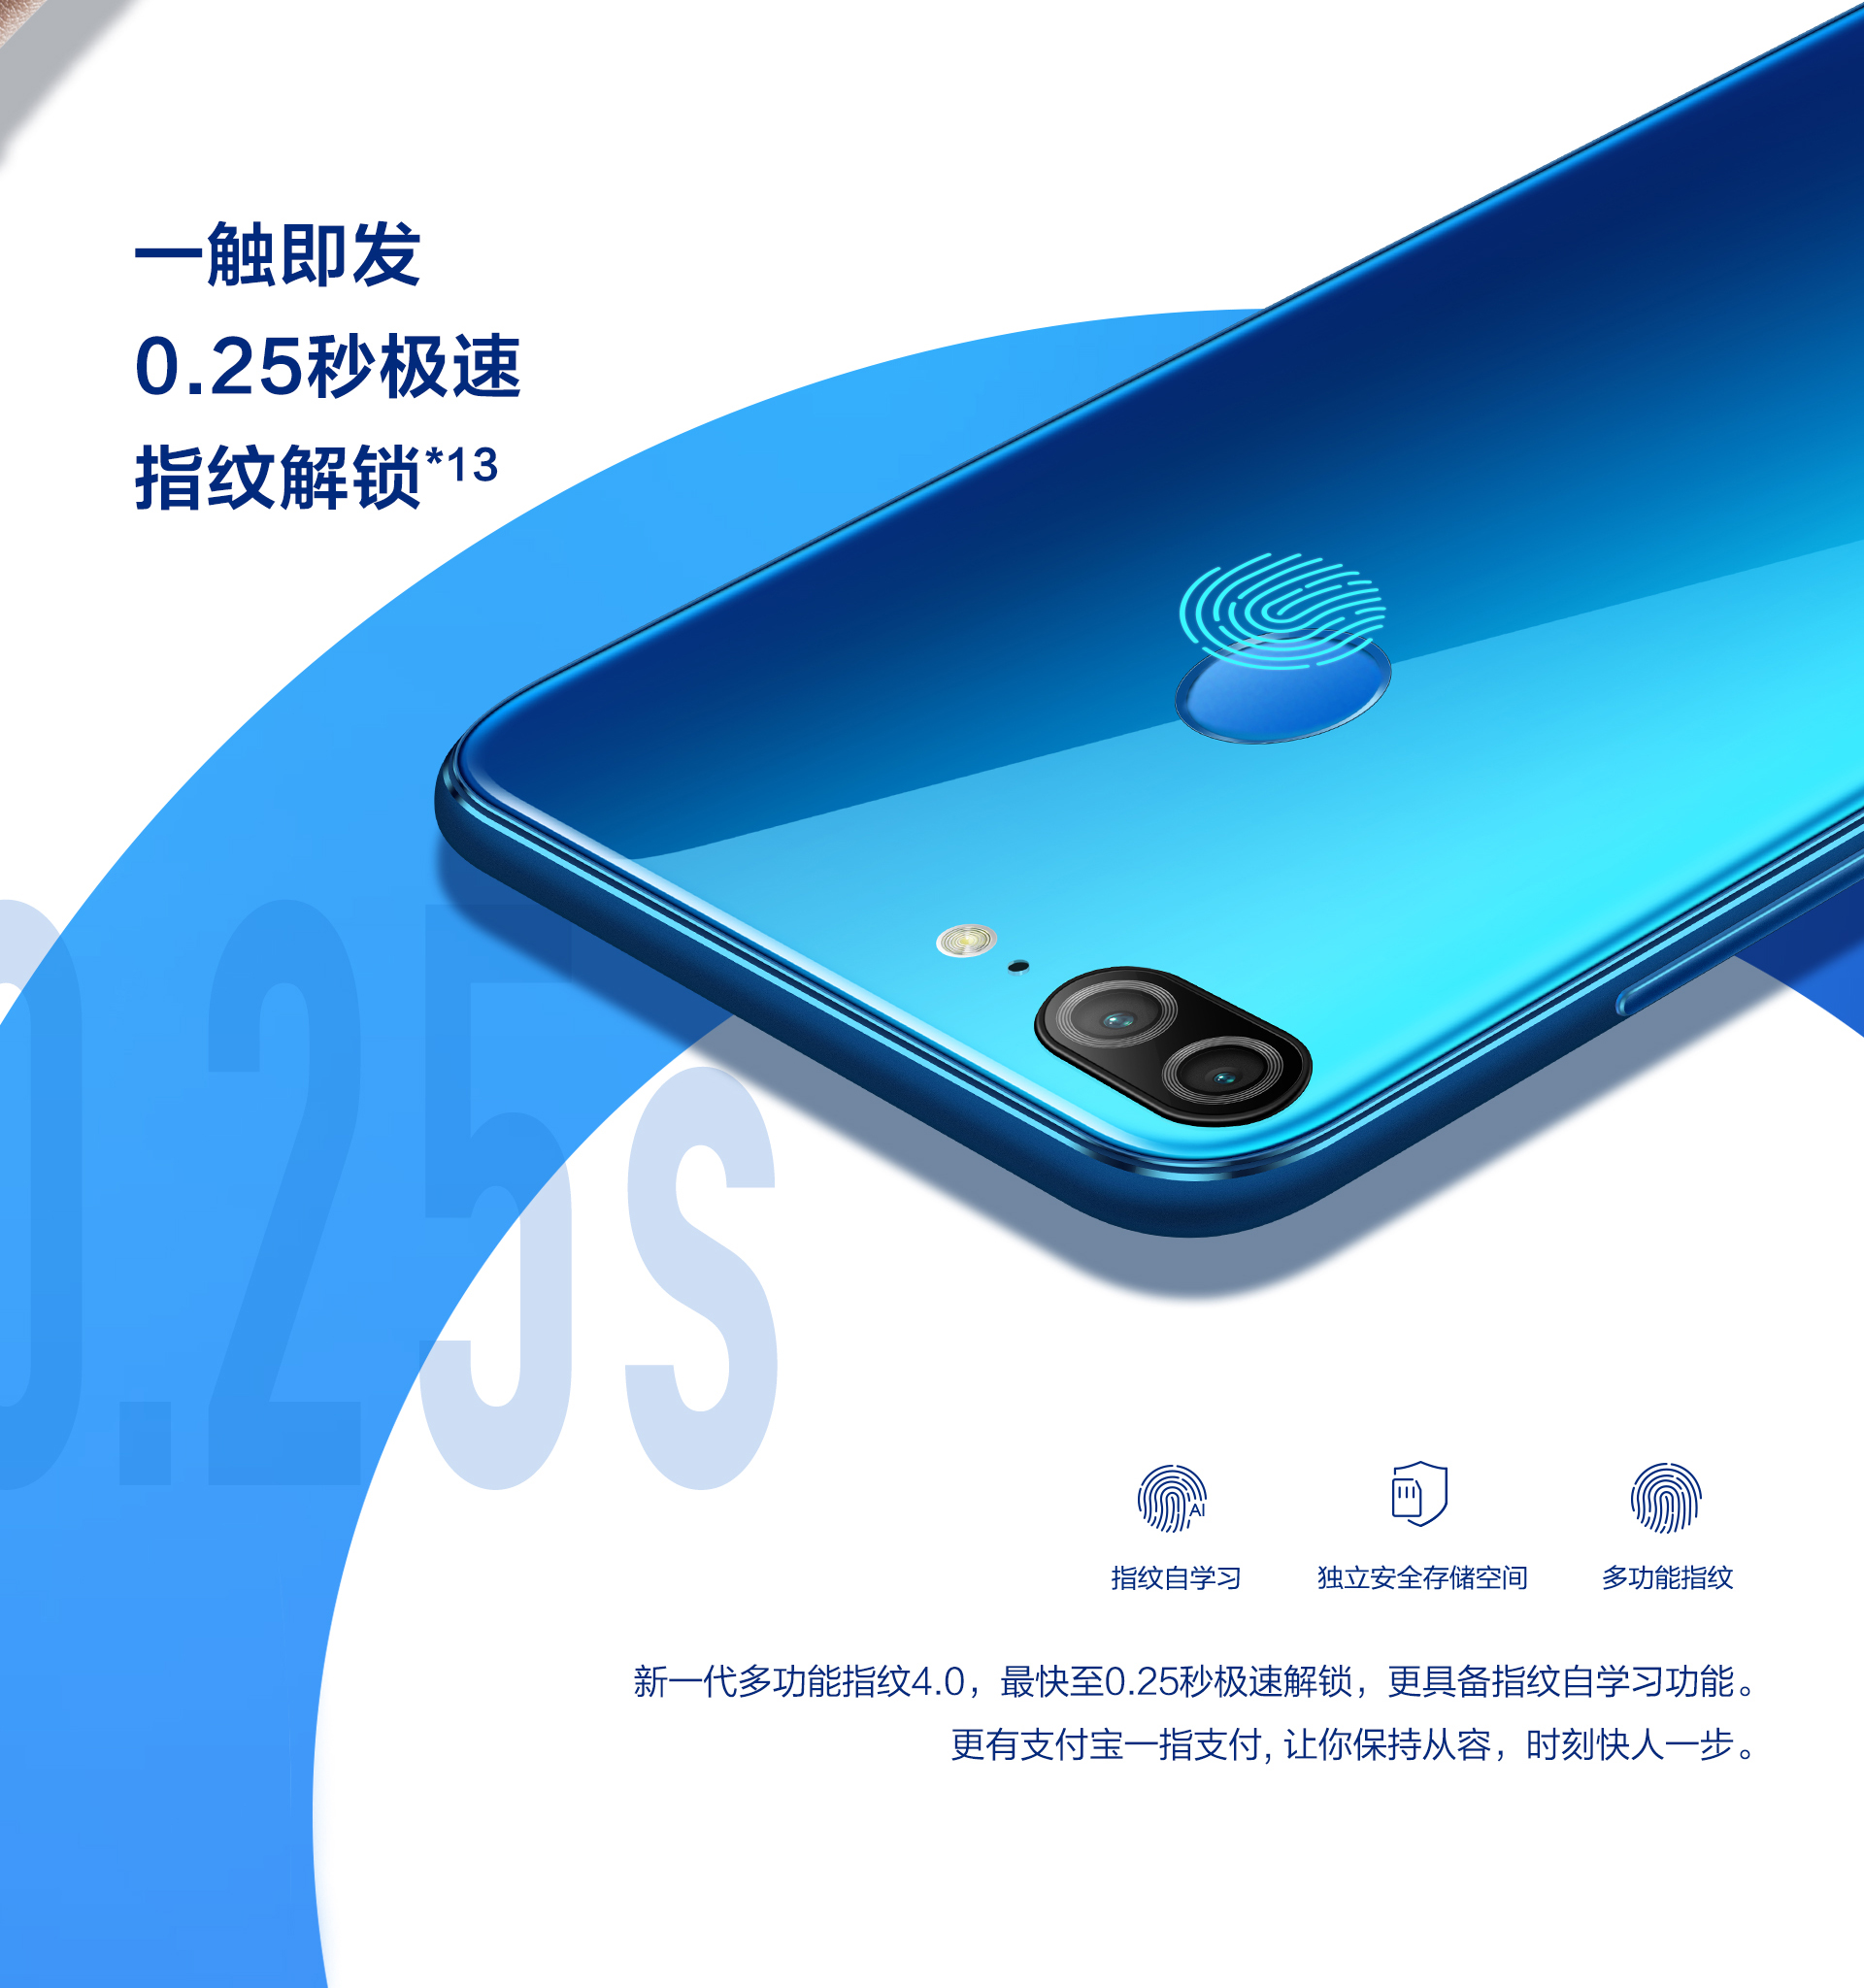 一触即发
0.25秒极速
指纹解锁*13
0.25s
AI
指纹自学习
独立安全存储空间
多功能指纹
新一代多功能指纹4.0，最快至0.25秒极速解锁，更具备指纹自学习功能。
更有支付宝一指支付, 让你保持从容，时刻快人一步。